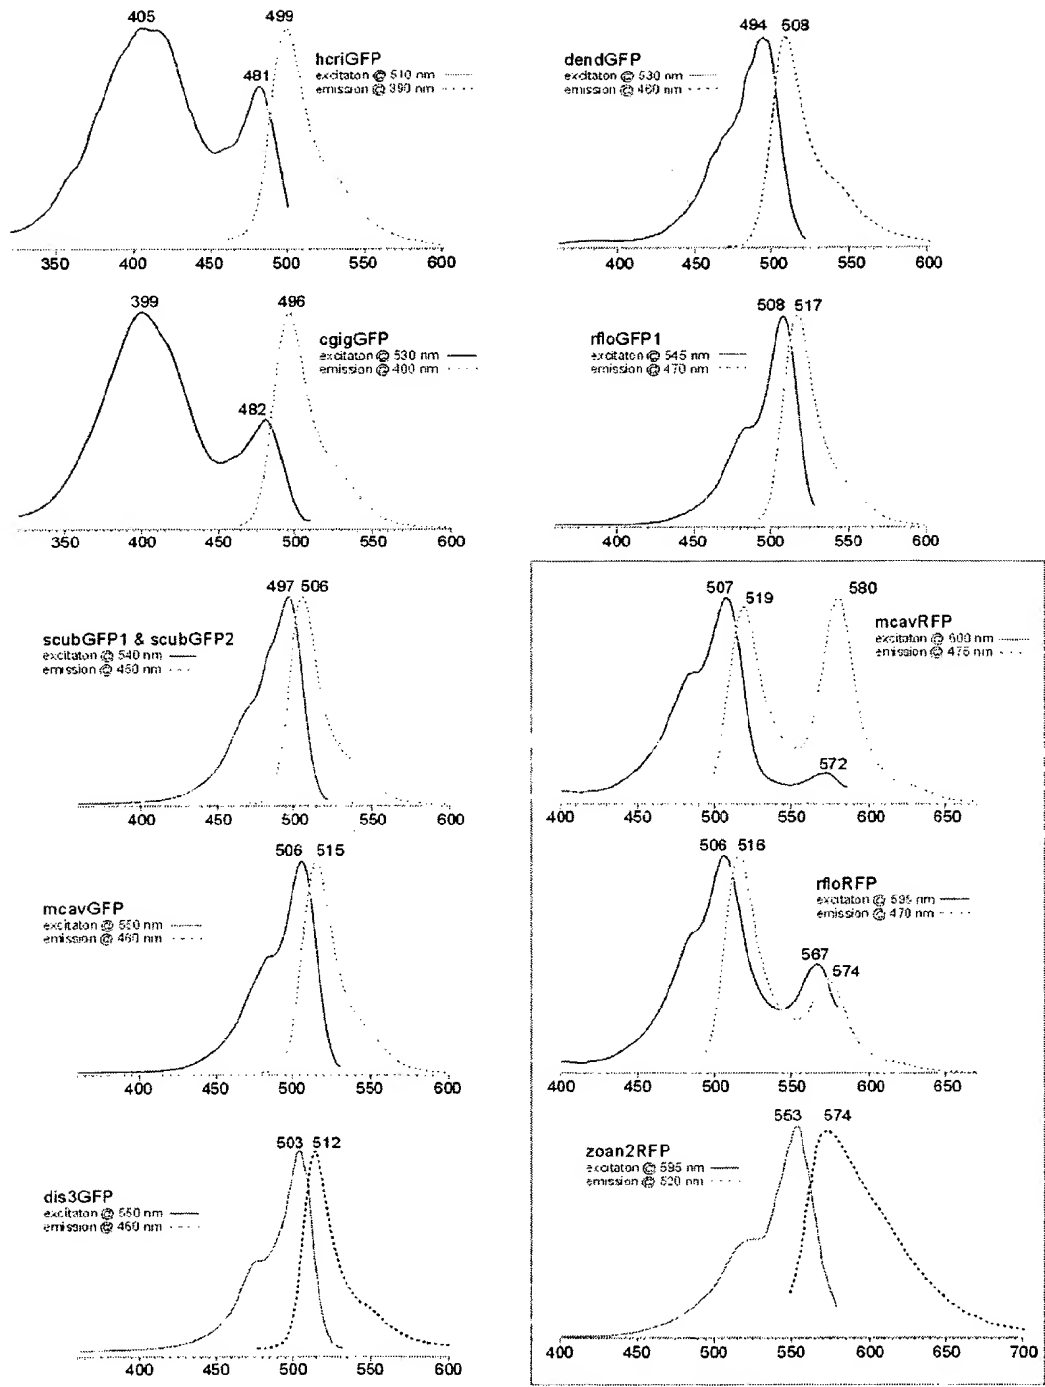 405
499
hcriGFP
481
excitaton @ 510 nm
emission @ 390 nm
350 400 450 500 550 600
494 508
dendGFP
excitaton @ 530 nm
emission @ 460 nm
400 450 500 550 600
399
496
cgigGFP
excitaton @ 530 nm
emission @ 400 nm
482
350 400 450 500 550 600
508 517
rfloGFP1
excitaton @ 545 nm
emission @ 470 nm
450 500 550 600
497 506
scubGFP1 & scubGFP2
excitaton @ 540 nm
emission @ 450 nm
400 450 500 550 600
507
519
580
mcavRFP
excitaton @ 600 nm
emission @ 475 nm
572
400 450 500 550 600 650
506 515
mcavGFP
excitaton @ 550 nm
emission @ 460 nm
400 450 500 550 600
506 516
rfloRFP
excitaton @ 595 nm
emission @ 470 nm
567
574
400 450 500 550 600 650
503 512
dis3GFP
excitaton @ 550 nm
emission @ 460 nm
400 450 500 550 600
553 574
zoan2RFP
excitaton @ 595 nm
emission @ 520 nm
400 450 500 550 600 650 700